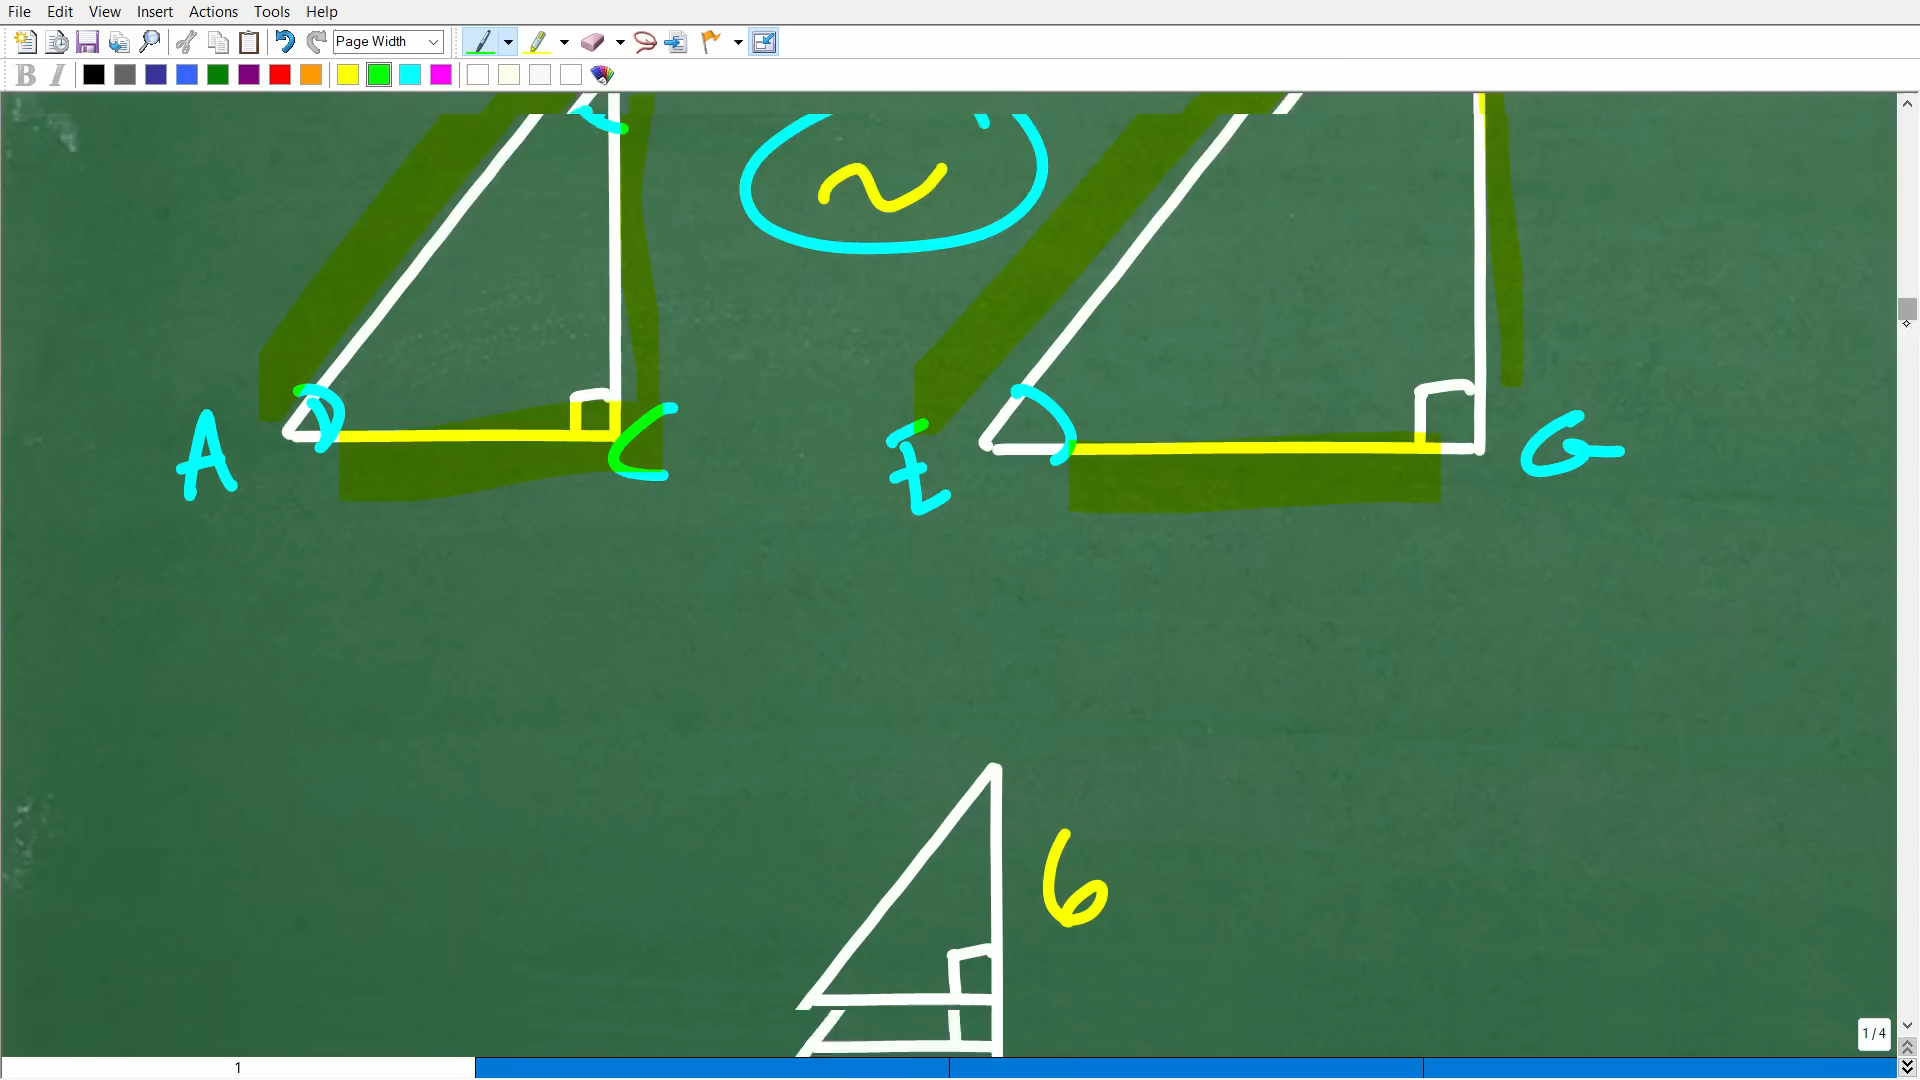 File Edit View Insert Actions Tools Help
Page Width
B I
~
A C E G
6
1 / 4
1